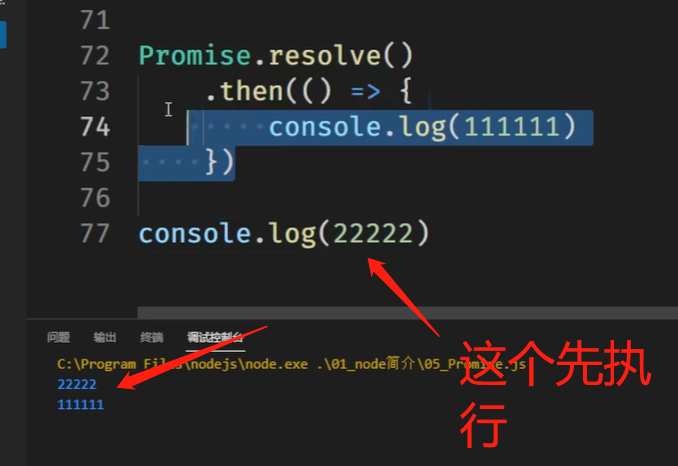 71
72 Promise.resolve()
73 .then(() => {
74 console.log(111111)
75 })
76
77 console.log(22222)
问题 输出 终端 调试控制台
C:\Program Files\nodejs\node.exe .\01_node简介\05_Promise.js
22222
111111
这个先执
行